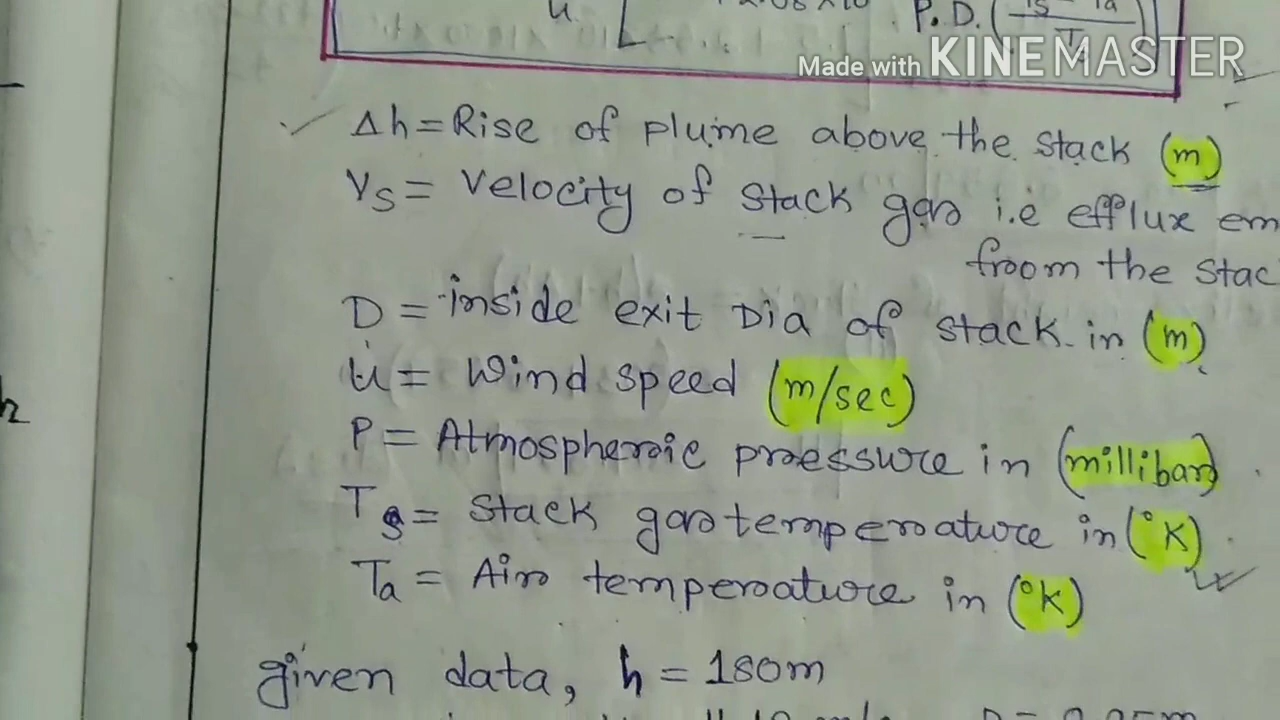 u [ P.D. (
Made with KINEMASTER
Δh = Rise of plume above the stack (m)
Vs = Velocity of stack gas i.e efflux em
from the stac
D = inside exit Dia of stack in (m)
u = Wind speed (m/sec)
P = Atmospheric pressure in (millibar)
Ts = Stack gas temperature in (°K)
Ta = Air temperature in (°K)
given data, h = 180m